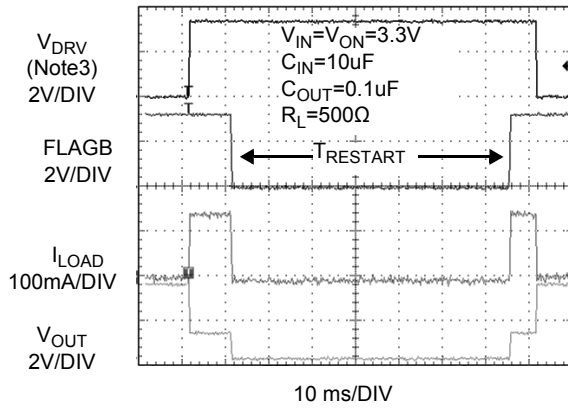 V_DRV
(Note3)
2V/DIV
V_IN=V_ON=3.3V
C_IN=10uF
C_OUT=0.1uF
R_L=500Ω
T
T
FLAGB
2V/DIV
T_RESTART
I_LOAD
100mA/DIV
V_OUT
2V/DIV
10 ms/DIV